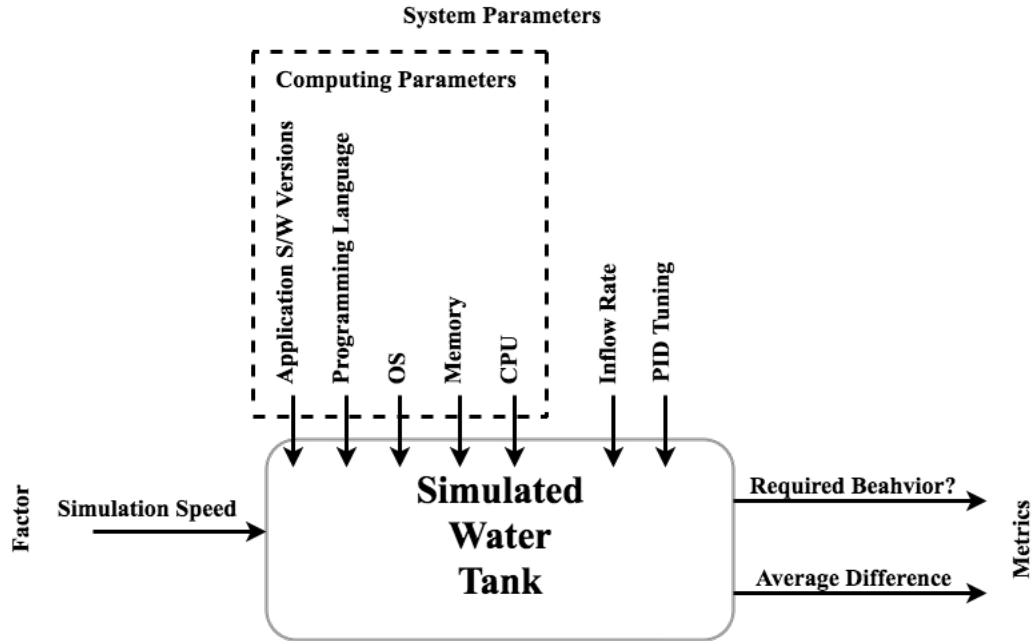 System Parameters
Computing Parameters
Application S/W Versions
Programming Language
OS
Memory
CPU
Inflow Rate
PID Tuning
Factor
Simulation Speed
Simulated
Water
Tank
Required Beahvior?
Average Difference
Metrics